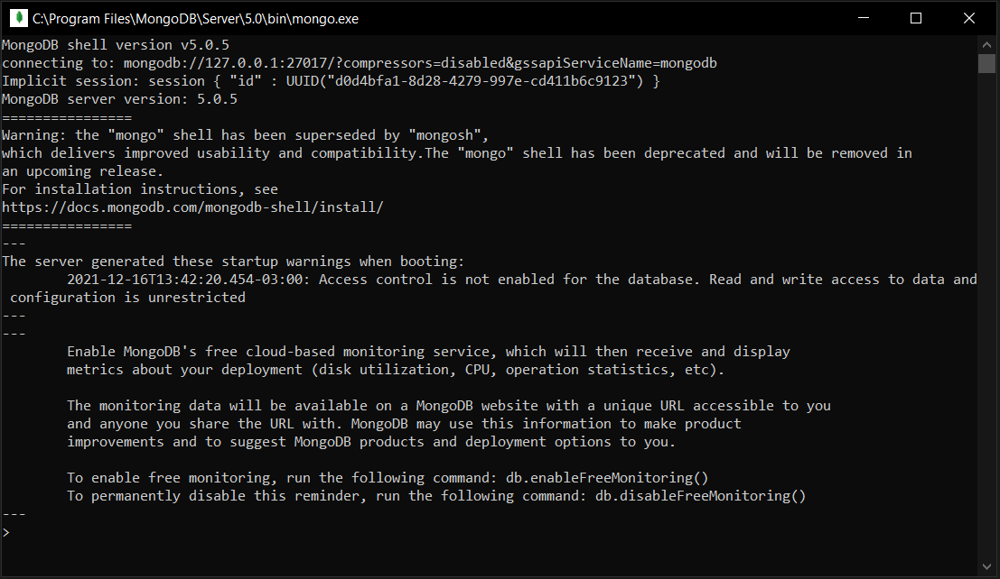 C:\Program Files\MongoDB\Server\5.0\bin\mongo.exe
MongoDB shell version v5.0.5
connecting to: mongodb://127.0.0.1:27017/?compressors=disabled&gssapiServiceName=mongodb
Implicit session: session { "id" : UUID("d0d4bfa1-8d28-4279-997e-cd411b6c9123") }
MongoDB server version: 5.0.5
================
Warning: the "mongo" shell has been superseded by "mongosh",
which delivers improved usability and compatibility.The "mongo" shell has been deprecated and will be removed in
an upcoming release.
For installation instructions, see
https://docs.mongodb.com/mongodb-shell/install/
================
---
The server generated these startup warnings when booting:
        2021-12-16T13:42:20.454-03:00: Access control is not enabled for the database. Read and write access to data and
 configuration is unrestricted
---
---
        Enable MongoDB's free cloud-based monitoring service, which will then receive and display
        metrics about your deployment (disk utilization, CPU, operation statistics, etc).

        The monitoring data will be available on a MongoDB website with a unique URL accessible to you
        and anyone you share the URL with. MongoDB may use this information to make product
        improvements and to suggest MongoDB products and deployment options to you.

        To enable free monitoring, run the following command: db.enableFreeMonitoring()
        To permanently disable this reminder, run the following command: db.disableFreeMonitoring()
---
>